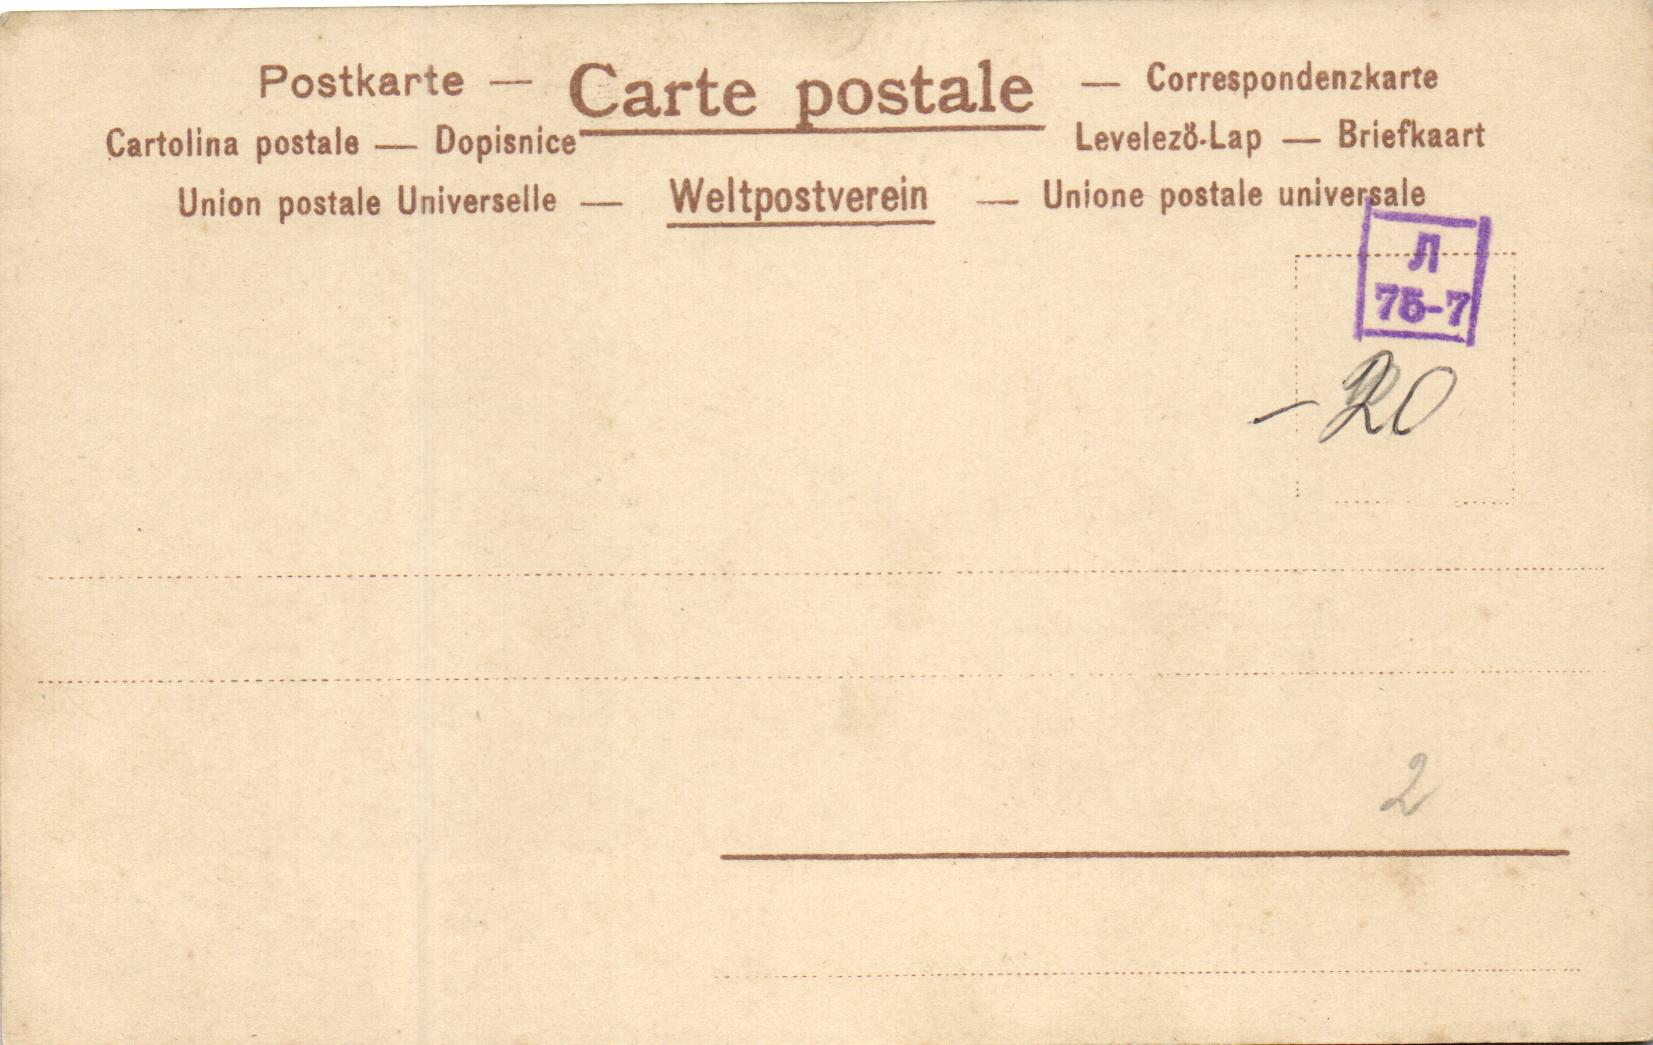 Postkarte — Carte postale — Correspondenzkarte
Cartolina postale — Dopisnice Levelező-Lap — Briefkaart
Union postale Universelle — Weltpostverein — Unione postale universale
Л
75-7
-20
2